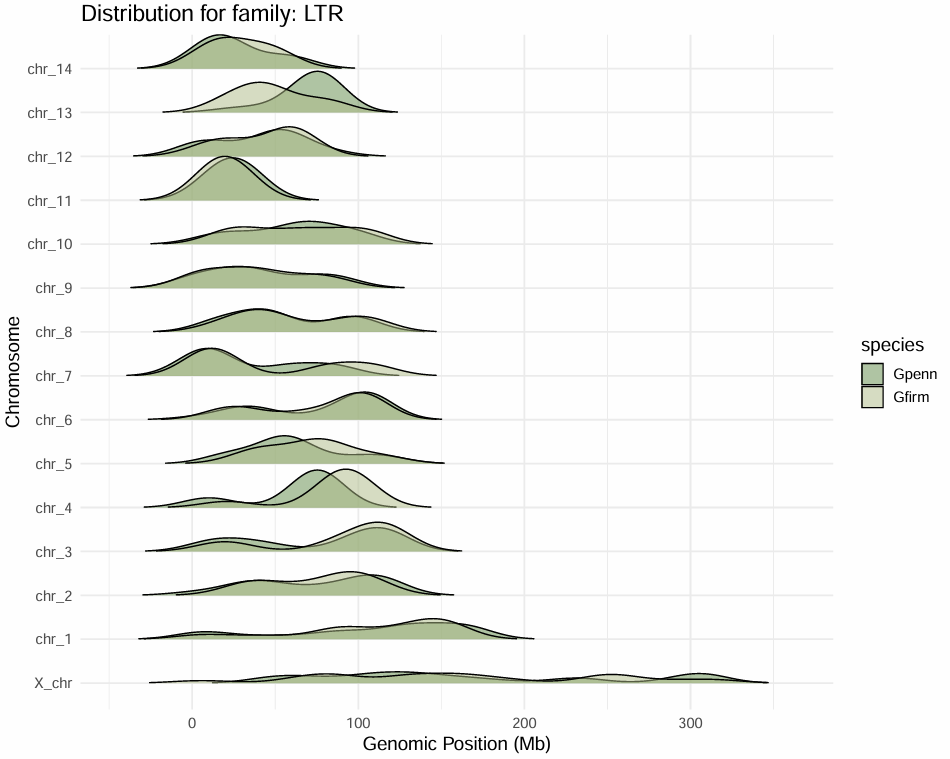 Distribution for family: LTR
chr_14
chr_13
chr_12
chr_11
chr_10
chr_9
chr_8
chr_7
chr_6
chr_5
chr_4
chr_3
chr_2
chr_1
X_chr
Chromosome
0 100 200 300
Genomic Position (Mb)
species
Gpenn
Gfirm